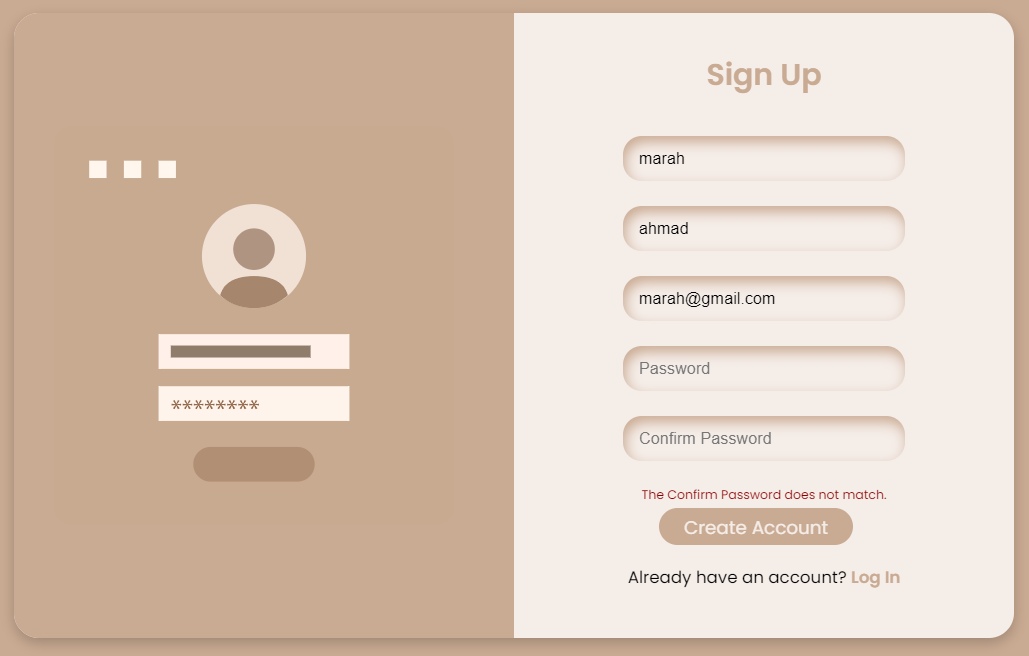 Sign Up
marah
ahmad
marah@gmail.com
Password
Confirm Password
********
The Confirm Password does not match.
Create Account
Already have an account? Log In